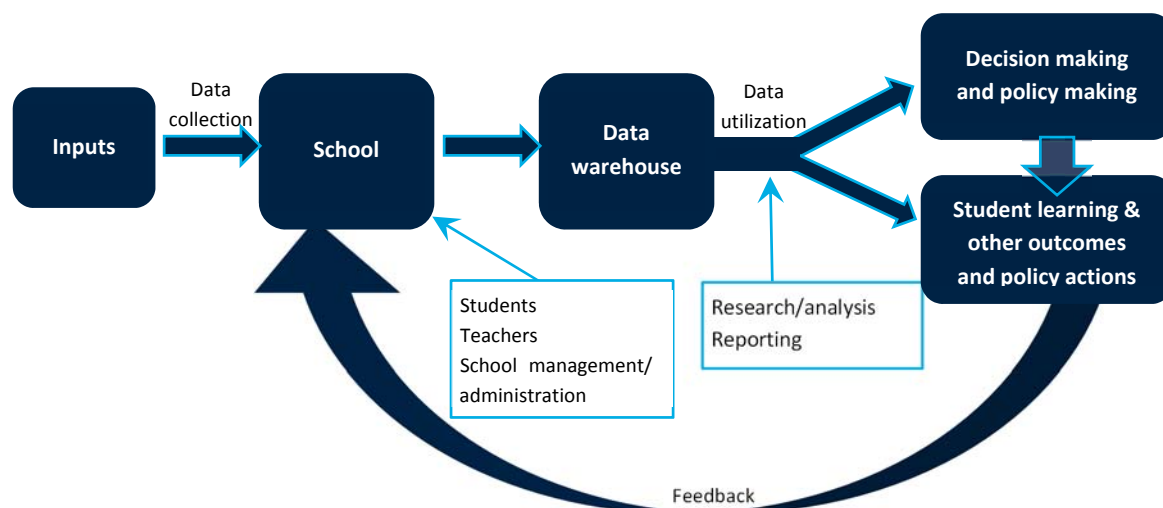 Inputs
Data
collection
School
Students
Teachers
School management/
administration
Data
warehouse
Data
utilization
Research/analysis
Reporting
Decision making
and policy making
Student learning &
other outcomes
and policy actions
Feedback